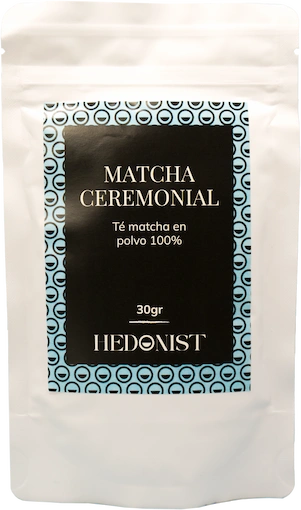 MATCHA
CEREMONIAL
Té matcha en
polvo 100%
30gr
HEDONIST